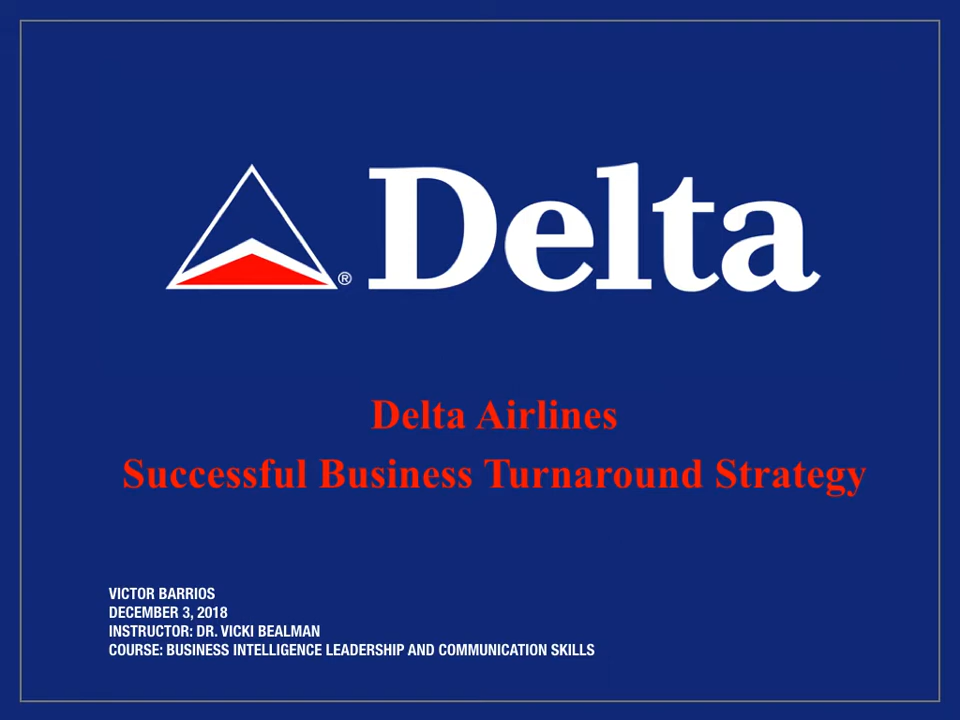 ® Delta
Delta Airlines
Successful Business Turnaround Strategy
VICTOR BARRIOS
DECEMBER 3, 2018
INSTRUCTOR: DR. VICKI BEALMAN
COURSE: BUSINESS INTELLIGENCE LEADERSHIP AND COMMUNICATION SKILLS